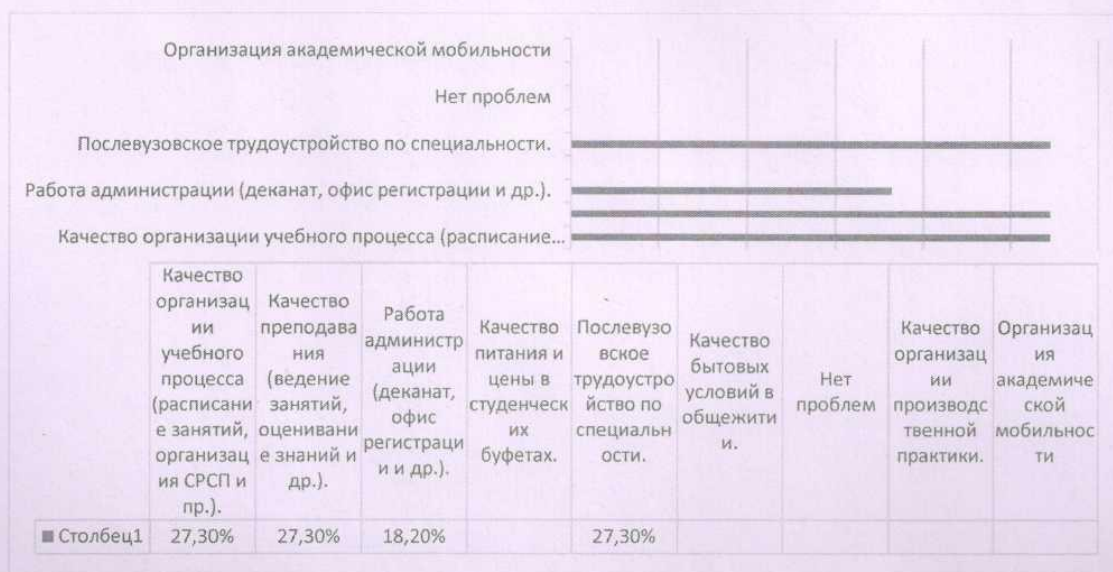 Организация академической мобильности
Нет проблем
Послевузовское трудоустройство по специальности.
Работа администрации (деканат, офис регистрации и др.).
Качество организации учебного процесса (расписание...
Качество
организац
ии
учебного
процесса
(расписани
е занятий,
организац
ия СРСП и
пр.).
Качество
преподава
ния
(ведение
занятий,
оценивани
е знаний и
др.).
Работа
администр
ации
(деканат,
офис
регистраци
и и др.).
Качество
питания и
цены в
студенческ
их
буфетах.
Послевузо
вское
трудоустро
йство по
специальн
ости.
Качество
бытовых
условий в
общежити
и.
Нет
проблем
Качество
организац
ии
производс
твенной
практики.
Организац
ия
академиче
ской
мобильнос
ти
Столбец1 27,30% 27,30% 18,20% 27,30%